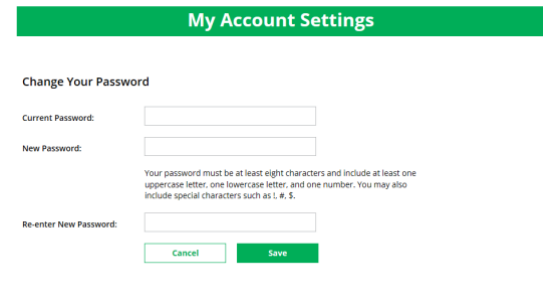 My Account Settings
Change Your Password
Current Password:
New Password:
Your password must be at least eight characters and include at least one
uppercase letter, one lowercase letter, and one number. You may also
include special characters such as !, #, $.
Re-enter New Password:
Cancel Save